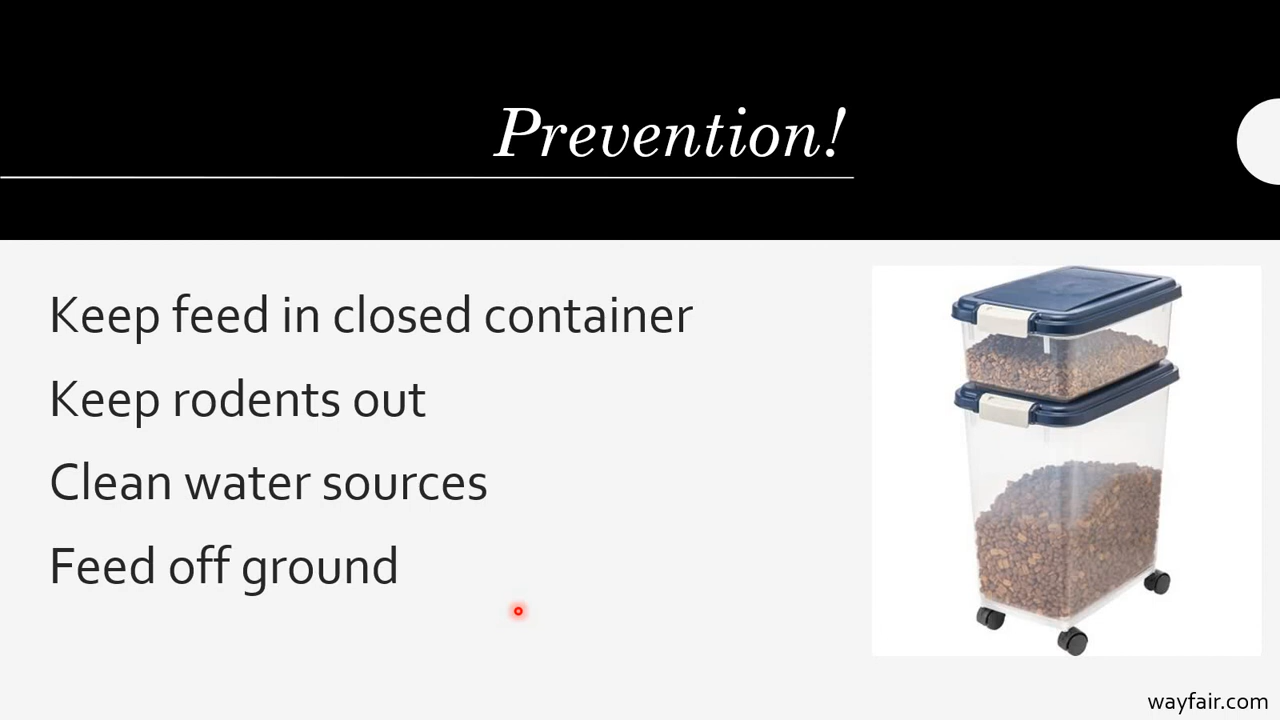 Prevention!
Keep feed in closed container
Keep rodents out
Clean water sources
Feed off ground
wayfair.com